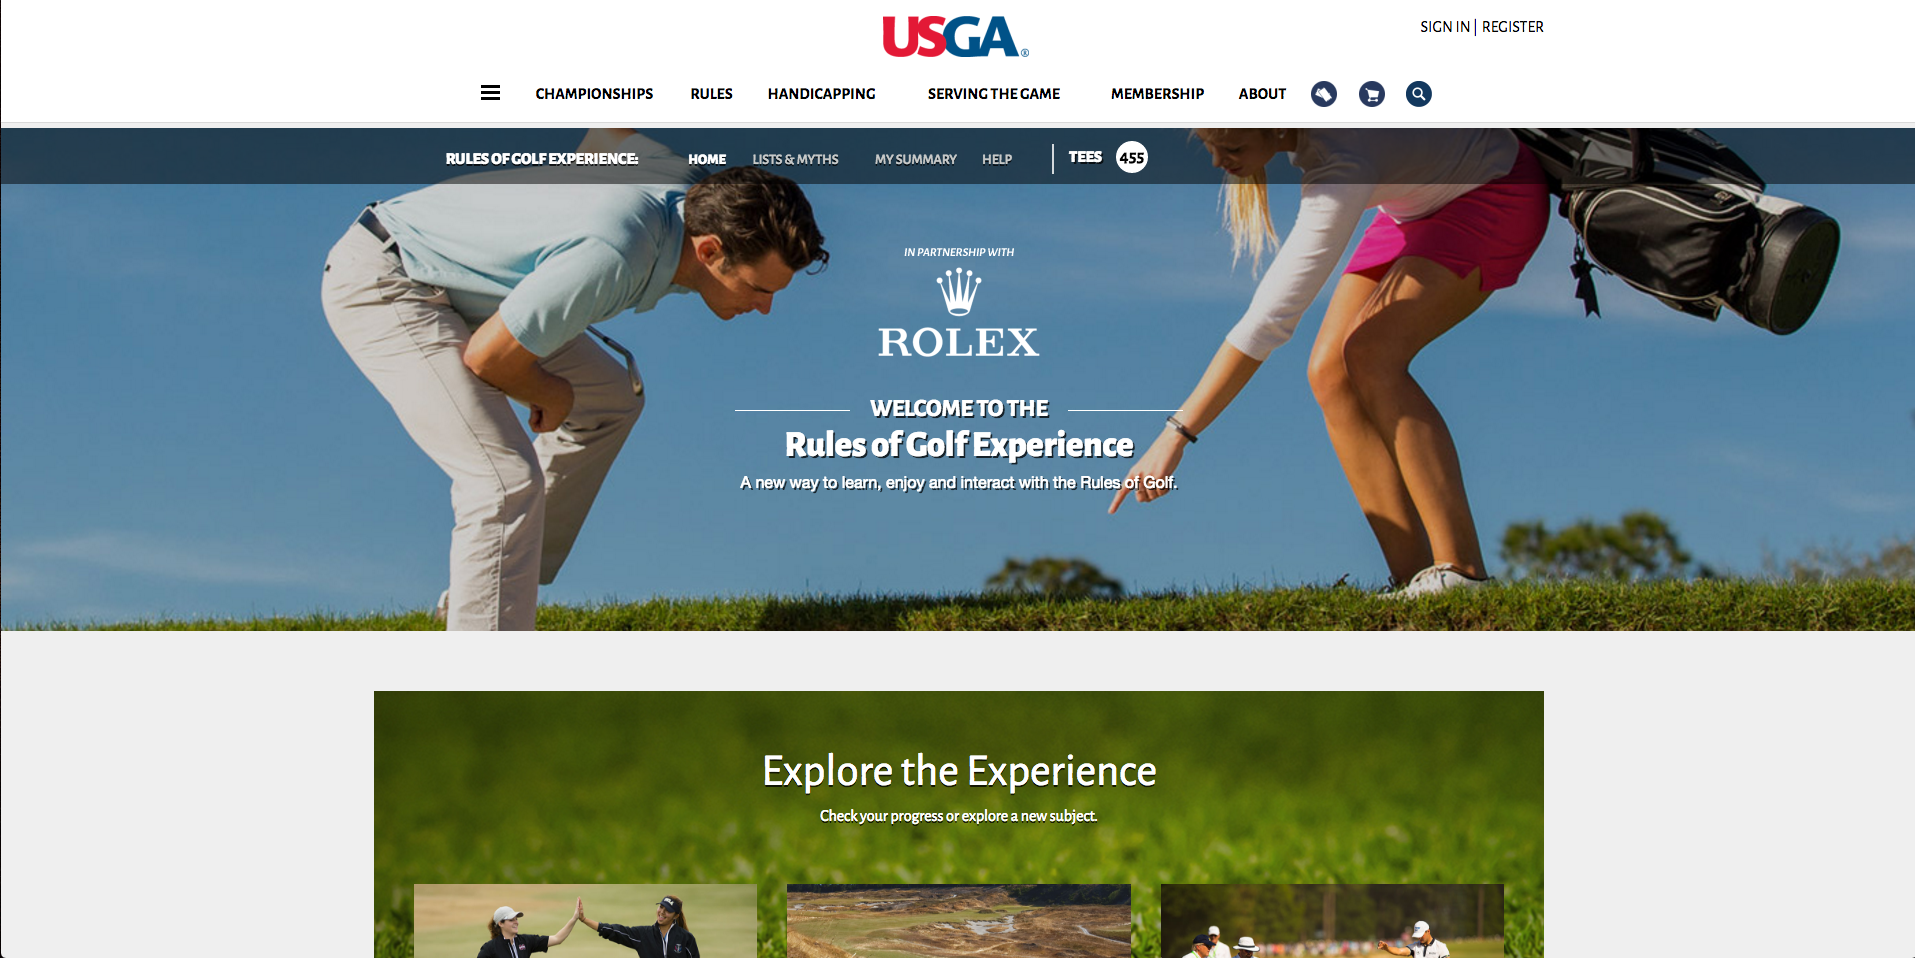 USGA®
SIGN IN | REGISTER
CHAMPIONSHIPS RULES HANDICAPPING SERVING THE GAME MEMBERSHIP ABOUT
RULES OF GOLF EXPERIENCE: HOME LISTS & MYTHS MY SUMMARY HELP TEES 455
IN PARTNERSHIP WITH
ROLEX
WELCOME TO THE
Rules of Golf Experience
A new way to learn, enjoy and interact with the Rules of Golf.
Explore the Experience
Check your progress or explore a new subject.